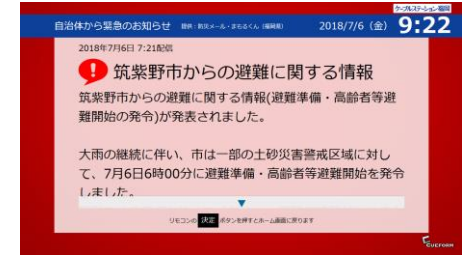 ケーブルステーション福岡
自治体から緊急のお知らせ 提供：防災メール・まもるくん（福岡県） 2018/7/6（金） 9:22
2018年7月6日 7:21配信
筑紫野市からの避難に関する情報
筑紫野市からの避難に関する情報(避難準備・高齢者等避
難開始の発令)が発表されました。
大雨の継続に伴い、市は一部の土砂災害警戒区域に対し
て、7月6日6時00分に避難準備・高齢者等避難開始を発令
しました。
リモコンの 決定 ボタンを押すとホーム画面に戻ります